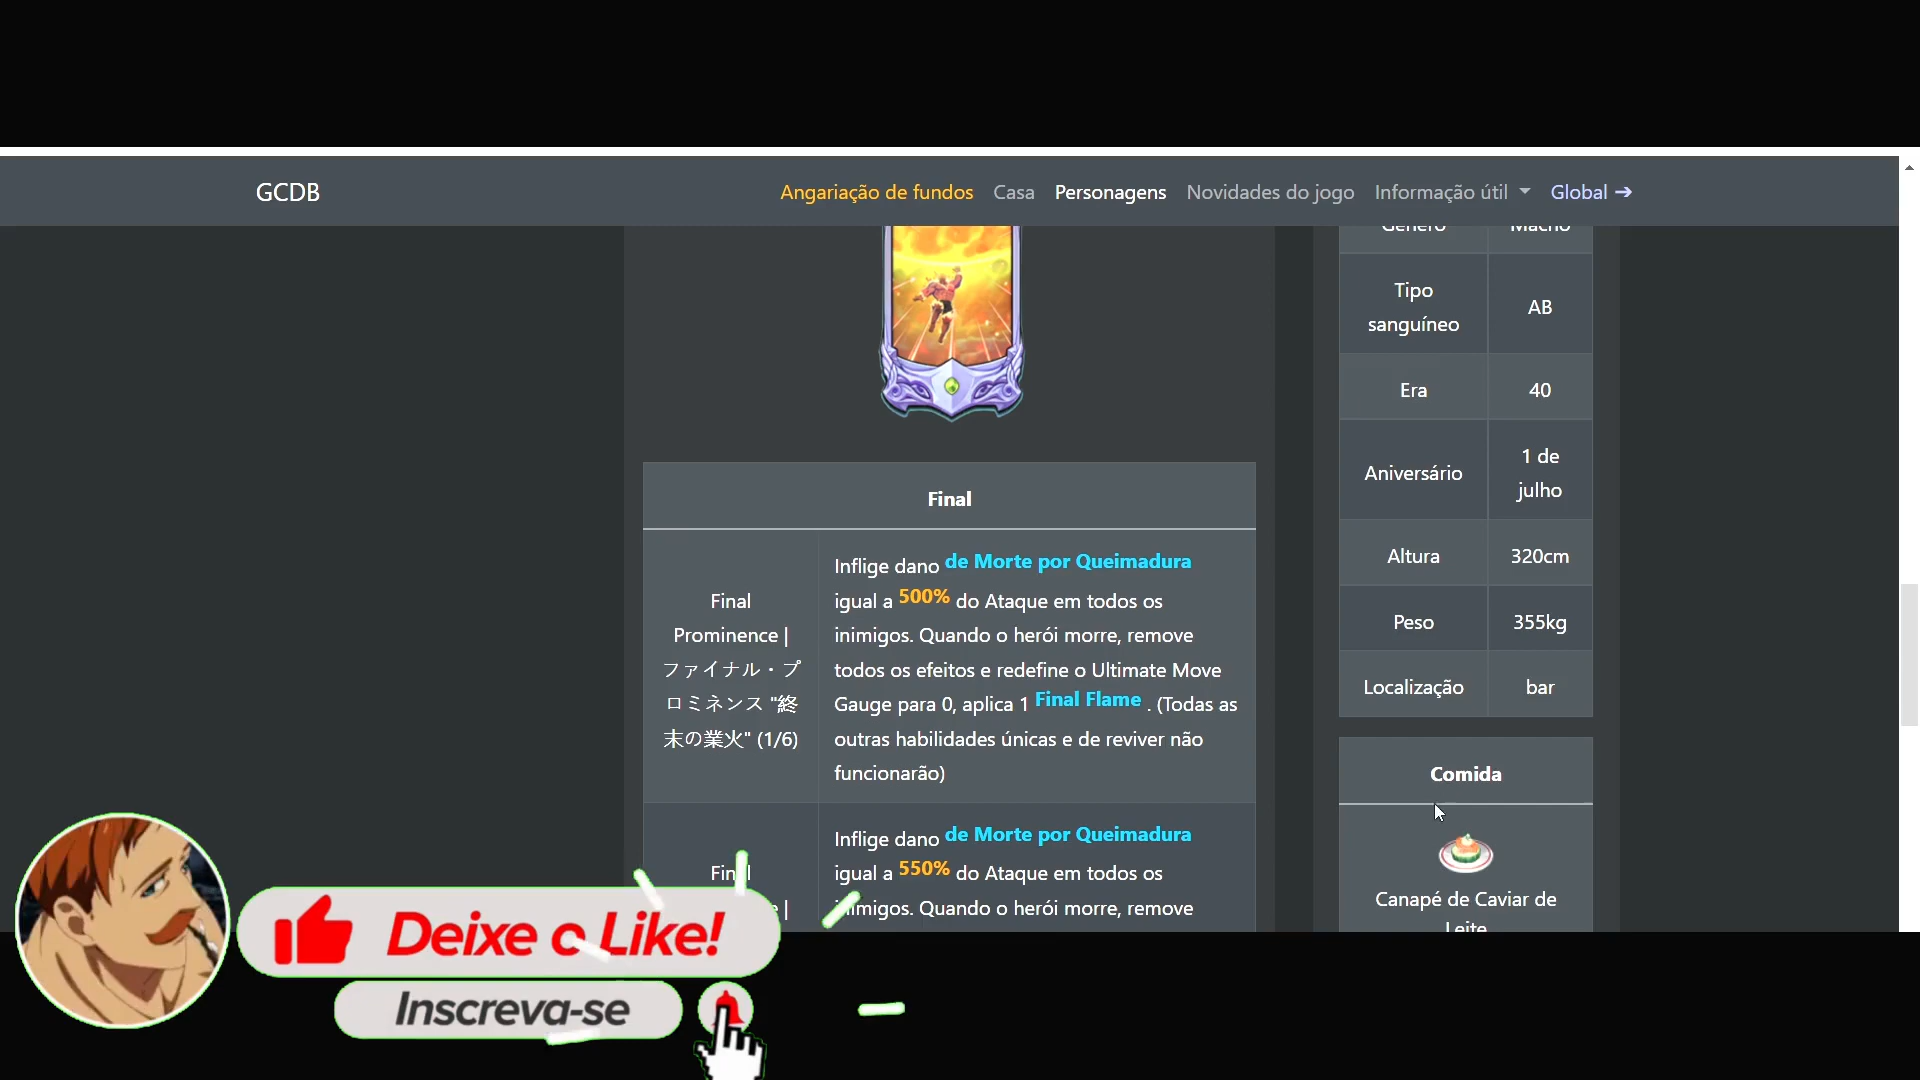 GCDB
Angariação de fundos Casa Personagens Novidades do jogo Informação útil Global →
Gênero Macho
Tipo
sanguíneo
AB
Era 40
Aniversário
1 de
julho
Altura 320cm
Peso 355kg
Localização bar
Final
Final
Prominence |
ファイナル・プ
ロミネンス "終
末の業火" (1/6)
Inflige dano de Morte por Queimadura
igual a 500% do Ataque em todos os
inimigos. Quando o herói morre, remove
todos os efeitos e redefine o Ultimate Move
Gauge para 0, aplica 1 Final Flame . (Todas as
outras habilidades únicas e de reviver não
funcionarão)
Final
Inflige dano de Morte por Queimadura
igual a 550% do Ataque em todos os
inimigos. Quando o herói morre, remove
Comida
Canapé de Caviar de
Leite
Deixe o Like!
Inscreva-se